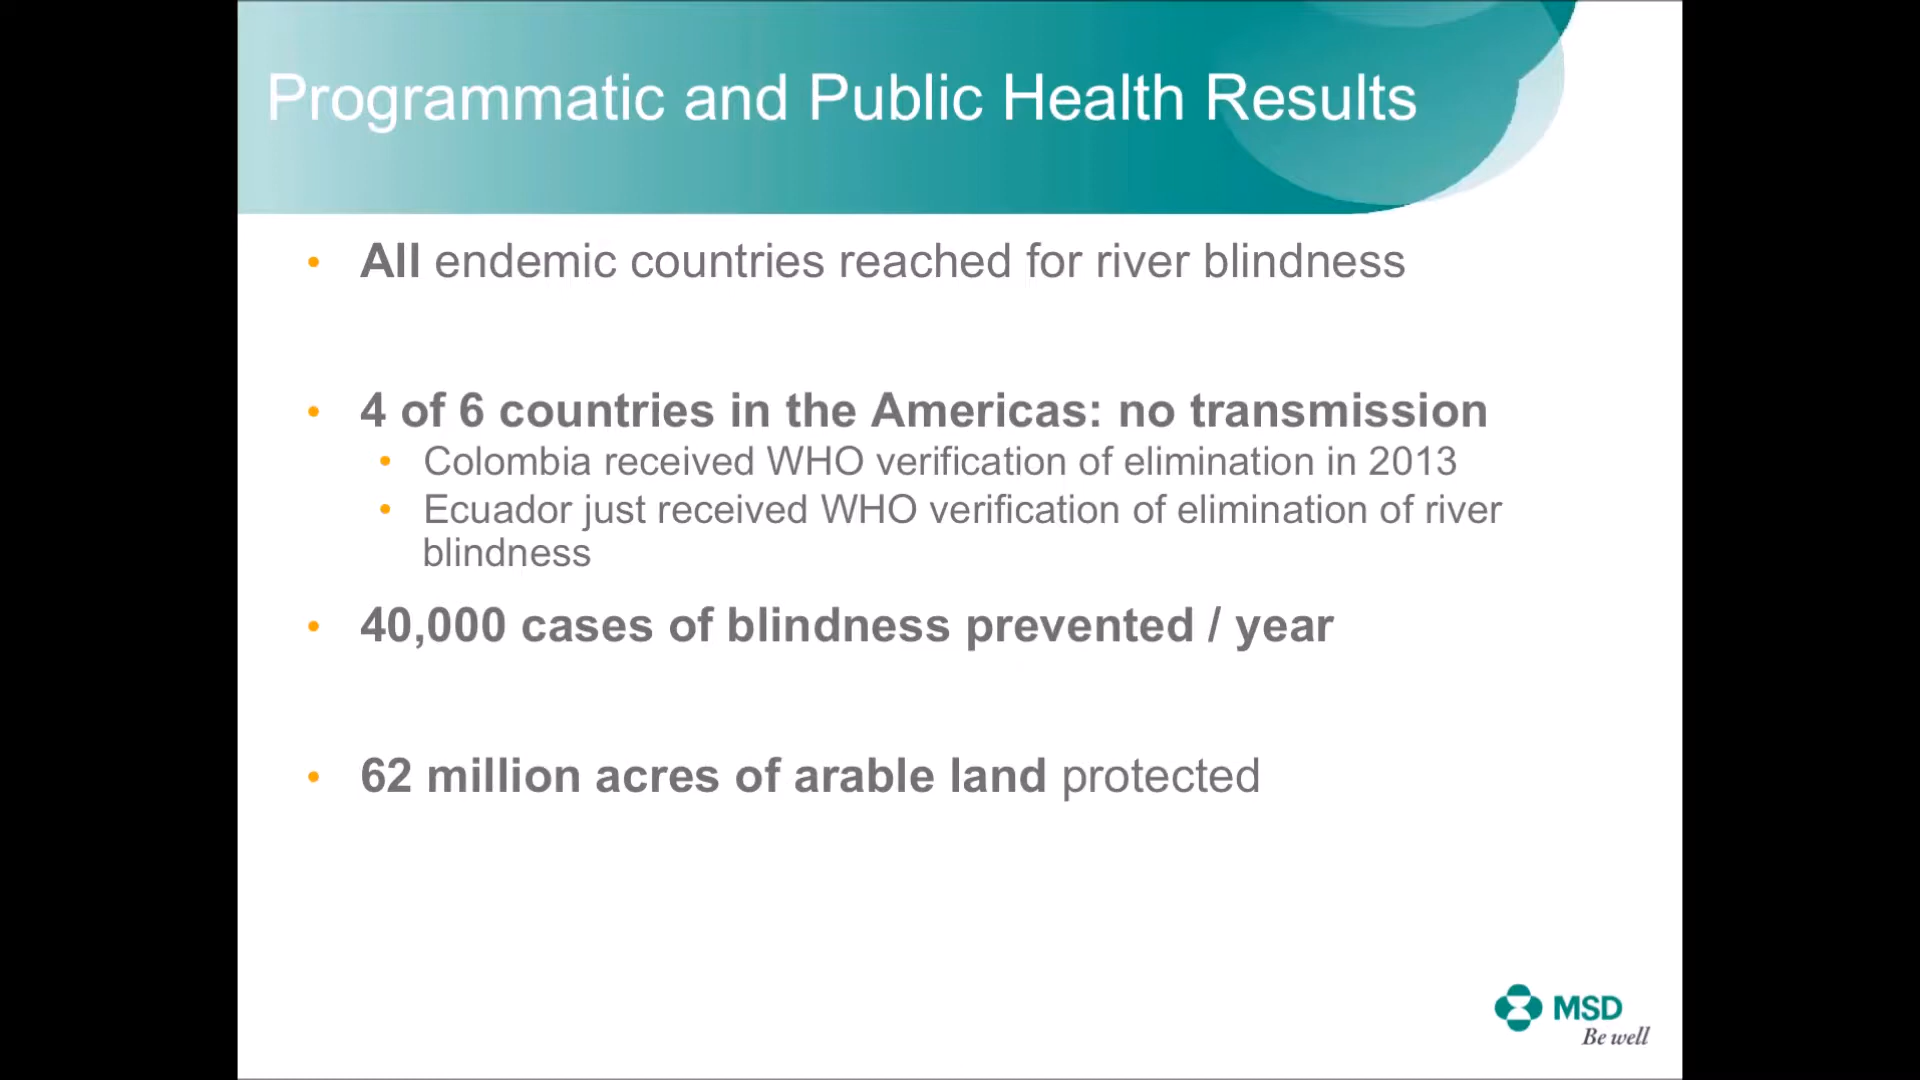 Programmatic and Public Health Results
• All endemic countries reached for river blindness
• 4 of 6 countries in the Americas: no transmission
• Colombia received WHO verification of elimination in 2013
• Ecuador just received WHO verification of elimination of river
blindness
• 40,000 cases of blindness prevented / year
• 62 million acres of arable land protected
MSD
Be well